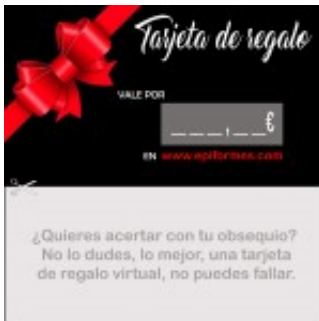 Tarjeta de regalo
VALE POR
_ _ _ , _ _€
EN www.epiformes.com
¿Quieres acertar con tu obsequio?
No lo dudes, lo mejor, una tarjeta
de regalo virtual, no puedes fallar.